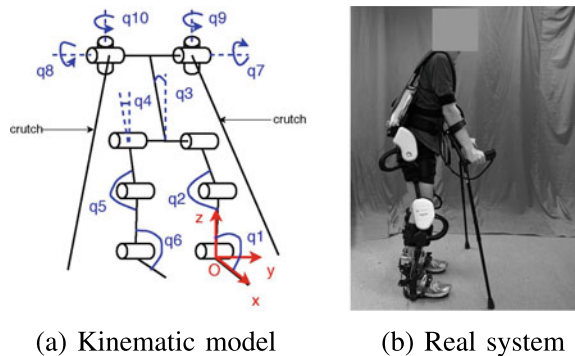 q10
q9
q8
q7
q3
q4
crutch
crutch
q5
q2
z
q6
q1
O
y
x
(a) Kinematic model
(b) Real system